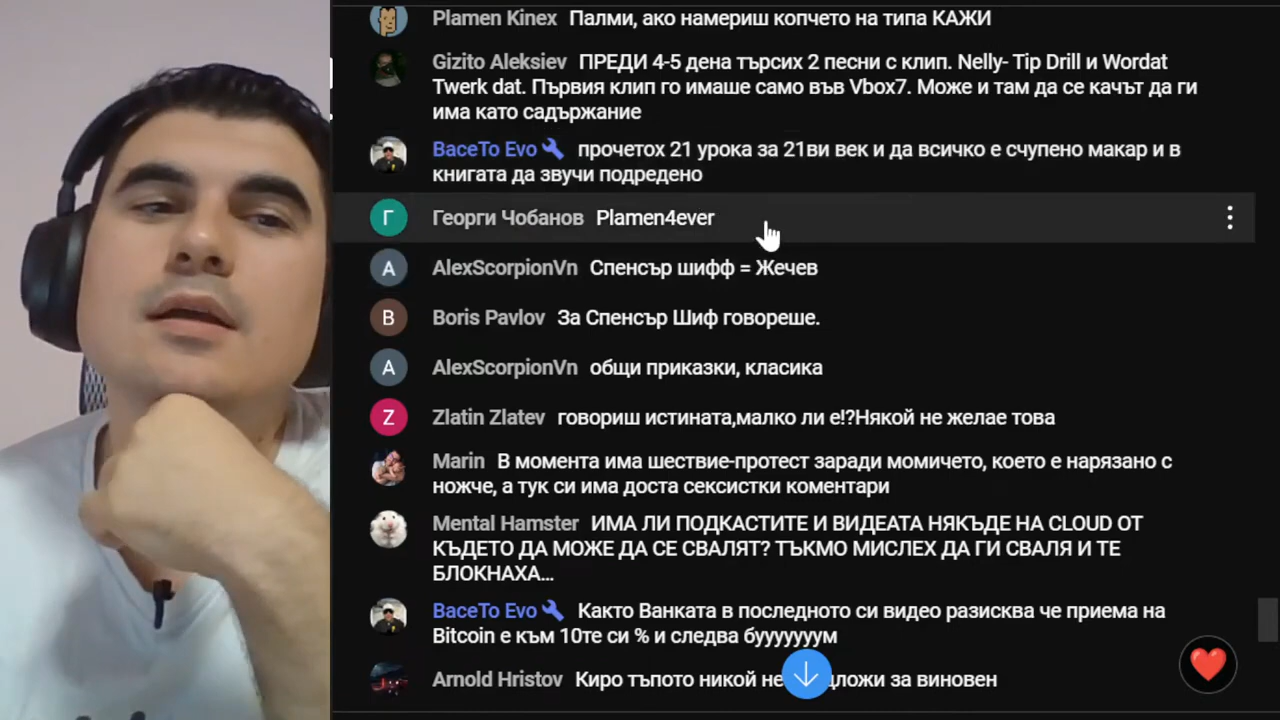 Plamen Kinex Палми, ако намериш копчето на типа КАЖИ
Gizito Aleksiev ПРЕДИ 4-5 дена търсих 2 песни с клип. Nelly- Tip Drill и Wordat
Twerk dat. Първия клип го имаше само във Vbox7. Може и там да се качът да ги
има като садържание
BaceTo Evo прочетох 21 урока за 21ви век и да всичко е счупено макар и в
книгата да звучи подредено
Г Георги Чобанов Plamen4ever
A AlexScorpionVn Спенсър шифф = Жечев
B Boris Pavlov За Спенсър Шиф говореше.
A AlexScorpionVn общи приказки, класика
Z Zlatin Zlatev говориш истината,малко ли е!?Някой не желае това
Marin В момента има шествие-протест заради момичето, което е нарязано с
ножче, а тук си има доста сексистки коментари
Mental Hamster ИМА ЛИ ПОДКАСТИТЕ И ВИДЕАТА НЯКЪДЕ НА CLOUD ОТ
КЪДЕТО ДА МОЖЕ ДА СЕ СВАЛЯТ? ТЪКМО МИСЛЕХ ДА ГИ СВАЛЯ И ТЕ
БЛОКНАХА...
BaceTo Evo Както Ванката в последното си видео разисква че приема на
Bitcoin е към 10те си % и следва бууууууум
Arnold Hristov Киро тъпото никой не за виновен